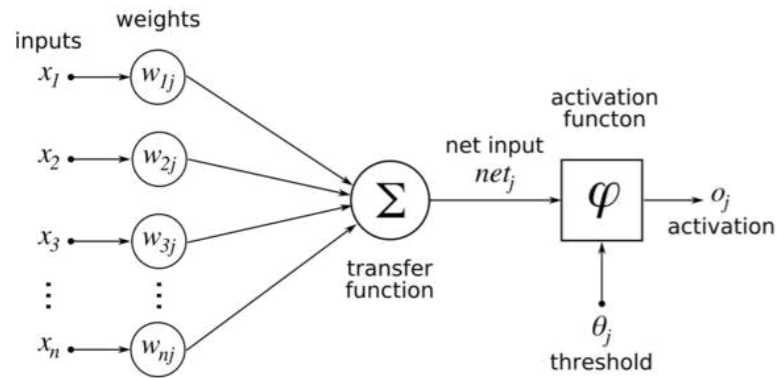 weights
inputs
x₁
w₁ⱼ
activation
functon
x₂
w₂ⱼ
net input
netⱼ
Σ
φ
oⱼ
activation
x₃
w₃ⱼ
transfer
function
⋮
⋮
θⱼ
threshold
xₙ
wₙⱼ